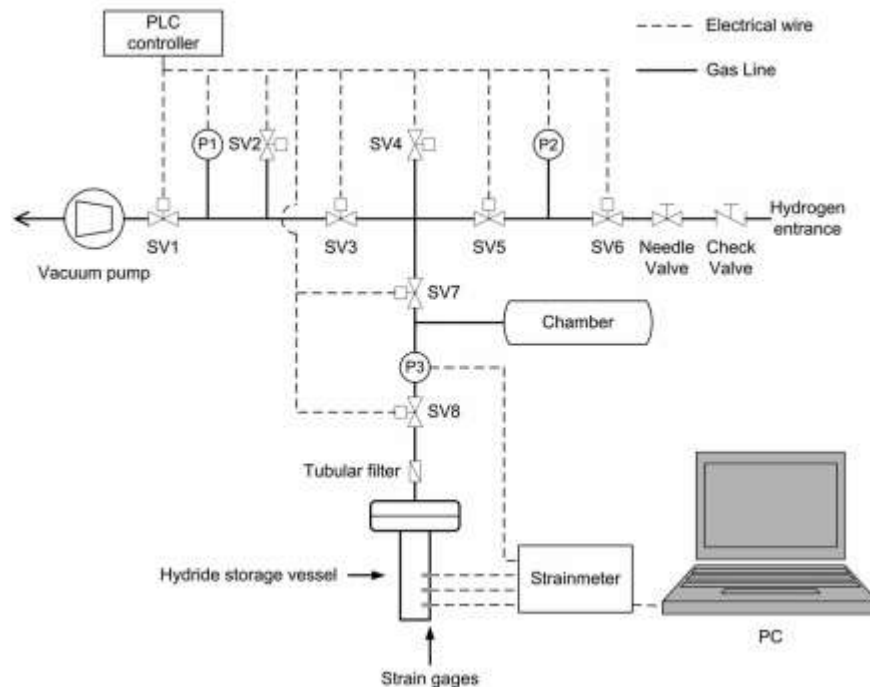 PLC
controller
Electrical wire
Gas Line
P1
SV2
SV4
P2
Hydrogen
entrance
SV1
SV3
SV5
SV6
Needle
Valve
Check
Valve
Vacuum pump
SV7
Chamber
P3
SV8
Tubular filter
Hydride storage vessel
Strainmeter
PC
Strain gages